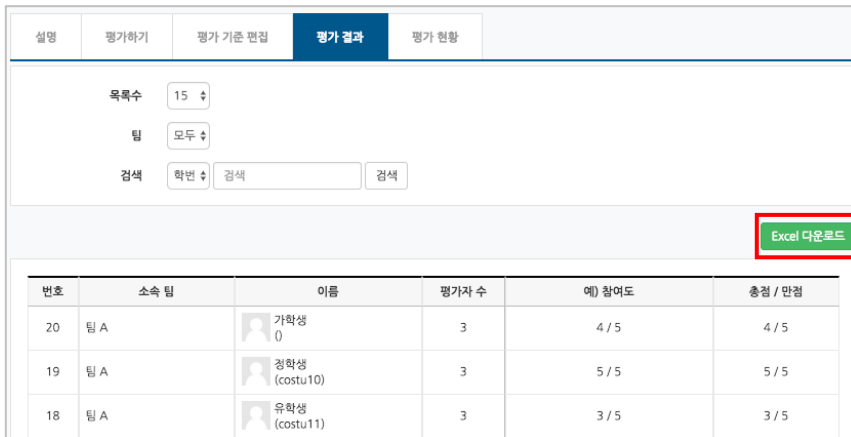 설명 평가하기 평가 기준 편집 평가 결과 평가 현황
목록수 15
팀 모두
검색 학번 검색 검색
Excel 다운로드
번호 소속 팀 이름 평가자 수 예) 참여도 총점 / 만점
20 팀 A 가학생 3 4 / 5 4 / 5
()
19 팀 A 정학생 3 5 / 5 5 / 5
(costu10)
18 팀 A 유학생 3 3 / 5 3 / 5
(costu11)